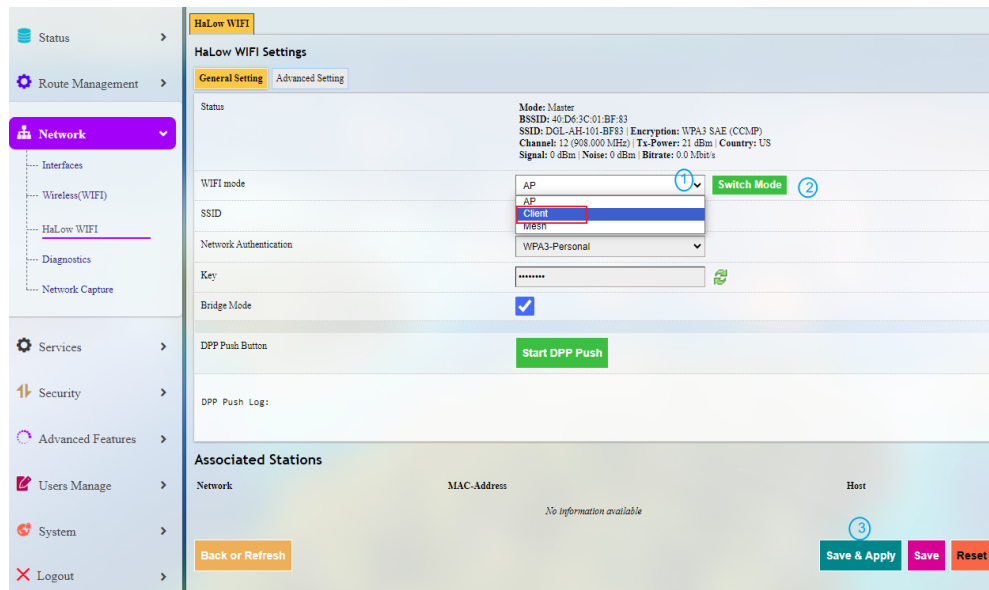 Status
Route Management
Network
Interfaces
Wireless(WIFI)
HaLow WIFI
Diagnostics
Network Capture
Services
Security
Advanced Features
Users Manage
System
Logout
HaLow WIFI
HaLow WIFI Settings
General Setting Advanced Setting
Status
Mode: Master
BSSID: 40:D6:3C:01:BF:83
SSID: DGL-AH-101-BF83 | Encryption: WPA3 SAE (CCMP)
Channel: 12 (908.000 MHz) | Tx-Power: 21 dBm | Country: US
Signal: 0 dBm | Noise: 0 dBm | Bitrate: 0.0 Mbit/s
WIFI mode AP 1 Switch Mode 2
AP
SSID Client
Mesh
Network Authentication WPA3-Personal
Key ••••••••
Bridge Mode
DPP Push Button Start DPP Push
DPP Push Log:
Associated Stations
Network MAC-Address Host
No information available
3
Back or Refresh Save & Apply Save Reset